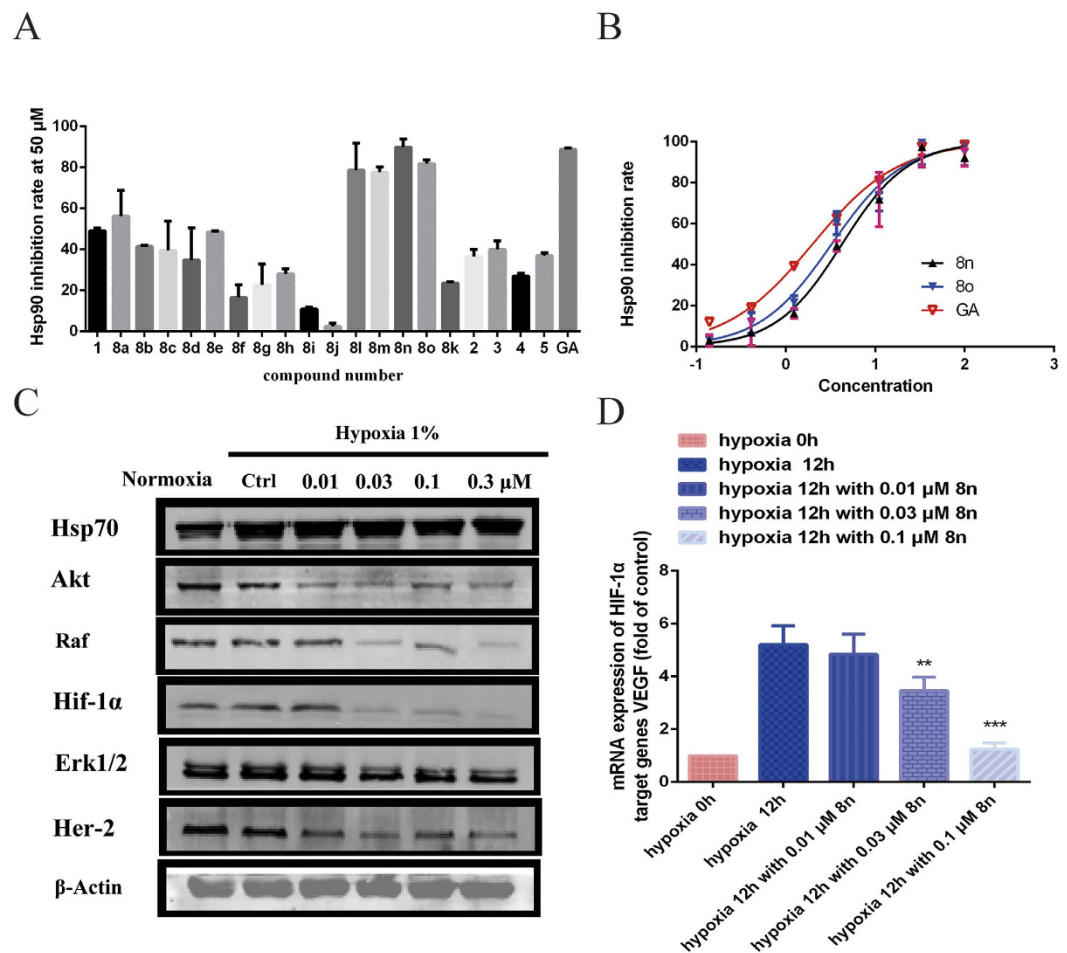 A
Hsp90 inhibition rate at 50 µM
100
80
60
40
20
0
1 8a 8b 8c 8d 8e 8f 8g 8h 8i 8j 8l 8m 8n 8o 8k 2 3 4 5 GA
compound number
B
Hsp90 inhibition rate
100
80
60
40
20
0
8n
8o
GA
-1 0 1 2 3
Concentration
C
Hypoxia 1%
Normoxia Ctrl 0.01 0.03 0.1 0.3 µM
Hsp70
Akt
Raf
Hif-1α
Erk1/2
Her-2
β-Actin
D
hypoxia 0h
hypoxia 12h
hypoxia 12h with 0.01 µM 8n
hypoxia 12h with 0.03 µM 8n
hypoxia 12h with 0.1 µM 8n
mRNA expression of HIF-1α
target genes VEGF (fold of control)
8
6
4
2
0
**
***
hypoxia 0h
hypoxia 12h
hypoxia 12h with 0.01 µM 8n
hypoxia 12h with 0.03 µM 8n
hypoxia 12h with 0.1 µM 8n